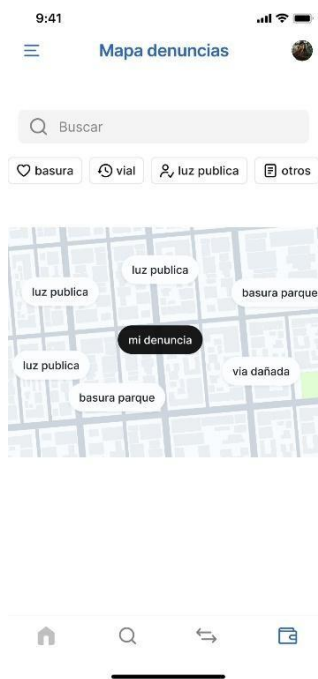 9:41
Mapa denuncias
Buscar
basura vial luz publica otros
luz publica
luz publica
basura parque
mi denuncia
luz publica
via dañada
basura parque